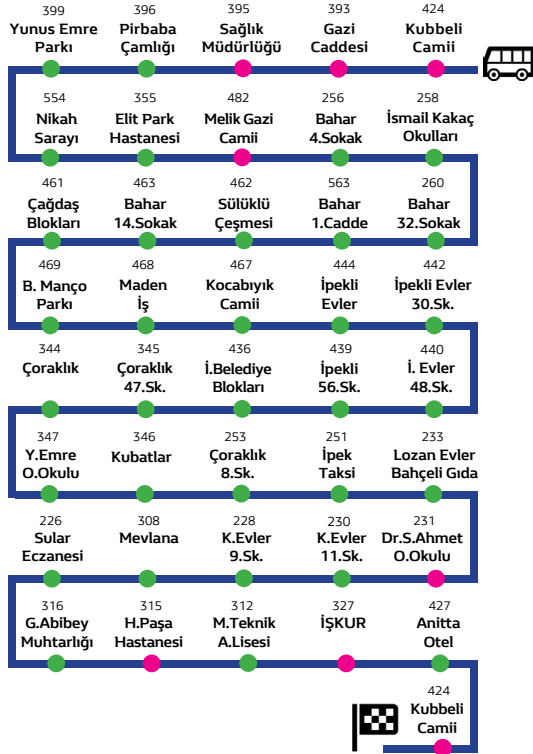 399 396 395 393 424
Yunus Emre Pirbaba Sağlık Gazi Kubbeli
Parkı Çamlığı Müdürlüğü Caddesi Camii
554 355 482 256 258
Nikah Elit Park Melik Gazi Bahar İsmail Kakaç
Sarayı Hastanesi Camii 4.Sokak Okulları
461 463 462 563 260
Çağdaş Bahar Sülüklü Bahar Bahar
Blokları 14.Sokak Çeşmesi 1.Cadde 32.Sokak
469 468 467 444 442
B. Manço Maden Kocabıyık İpekli İpekli Evler
Parkı İş Camii Evler 30.Sk.
344 345 436 439 440
Çoraklık Çoraklık İ.Belediye İpekli İ. Evler
47.Sk. Blokları 56.Sk. 48.Sk.
347 346 253 251 233
Y.Emre Kubatlar Çoraklık İpek Lozan Evler
O.Okulu 8.Sk. Taksi Bahçeli Gıda
226 308 228 230 231
Sular Mevlana K.Evler K.Evler Dr.S.Ahmet
Eczanesi 9.Sk. 11.Sk. O.Okulu
316 315 312 327 427
G.Abibey H.Paşa M.Teknik İŞKUR Anitta
Muhtarlığı Hastanesi A.Lisesi Otel
424
Kubbeli
Camii